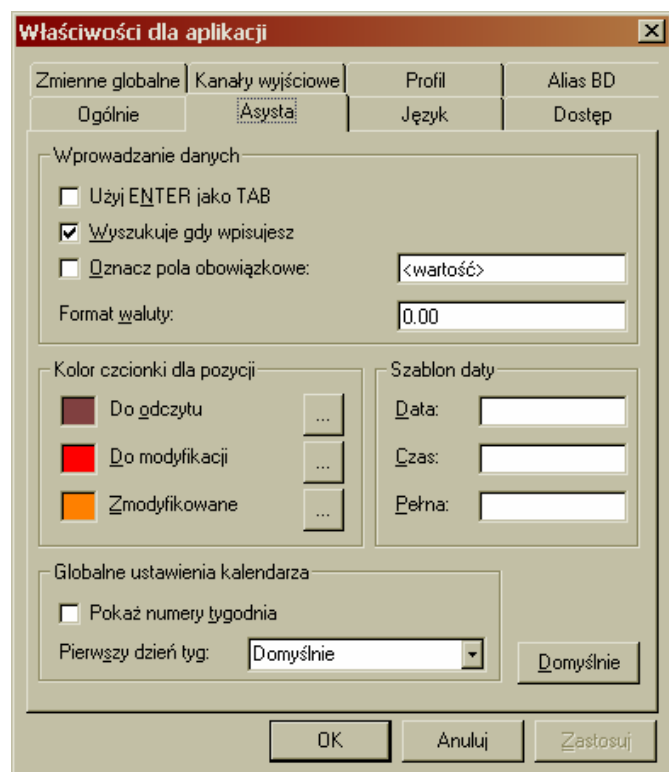 Właściwości dla aplikacji
Zmienne globalne Kanały wyjściowe Profil Alias BD
Ogólnie Asysta Język Dostęp
Wprowadzanie danych
Użyj ENTER jako TAB
Wyszukuje gdy wpisujesz
Oznacz pola obowiązkowe: <wartość>
Format waluty: 0.00
Kolor czcionki dla pozycji
Do odczytu ...
Do modyfikacji ...
Zmodyfikowane ...
Szablon daty
Data:
Czas:
Pełna:
Globalne ustawienia kalendarza
Pokaż numery tygodnia
Pierwszy dzień tyg: Domyślnie
Domyślnie
OK Anuluj Zastosuj